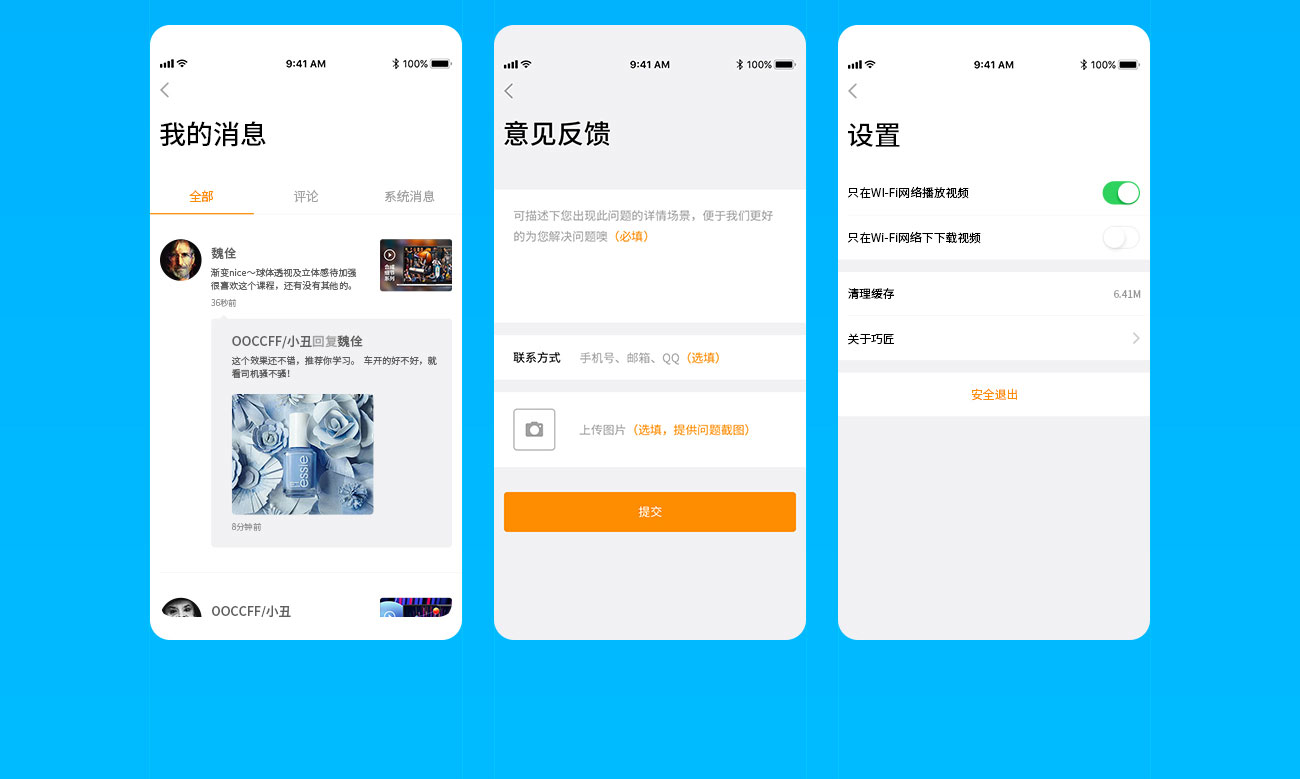 9:41 AM
100%
我的消息
全部
评论
系统消息
魏佺
渐变nice～球体透视及立体感待加强
很喜欢这个课程，还有没有其他的。
36秒前
OOCCFF/小丑回复魏佺
这个效果还不错，推荐你学习。 车开的好不好，就
看司机骚不骚！
essie
8分钟前
OOCCFF/小丑
9:41 AM
100%
意见反馈
可描述下您出现此问题的详情场景，便于我们更好
的为您解决问题噢（必填）
联系方式
手机号、邮箱、QQ（选填）
上传图片（选填，提供问题截图）
提交
9:41 AM
100%
设置
只在WI-Fi网络播放视频
只在Wi-Fi网络下下载视频
清理缓存
6.41M
关于巧匠
安全退出